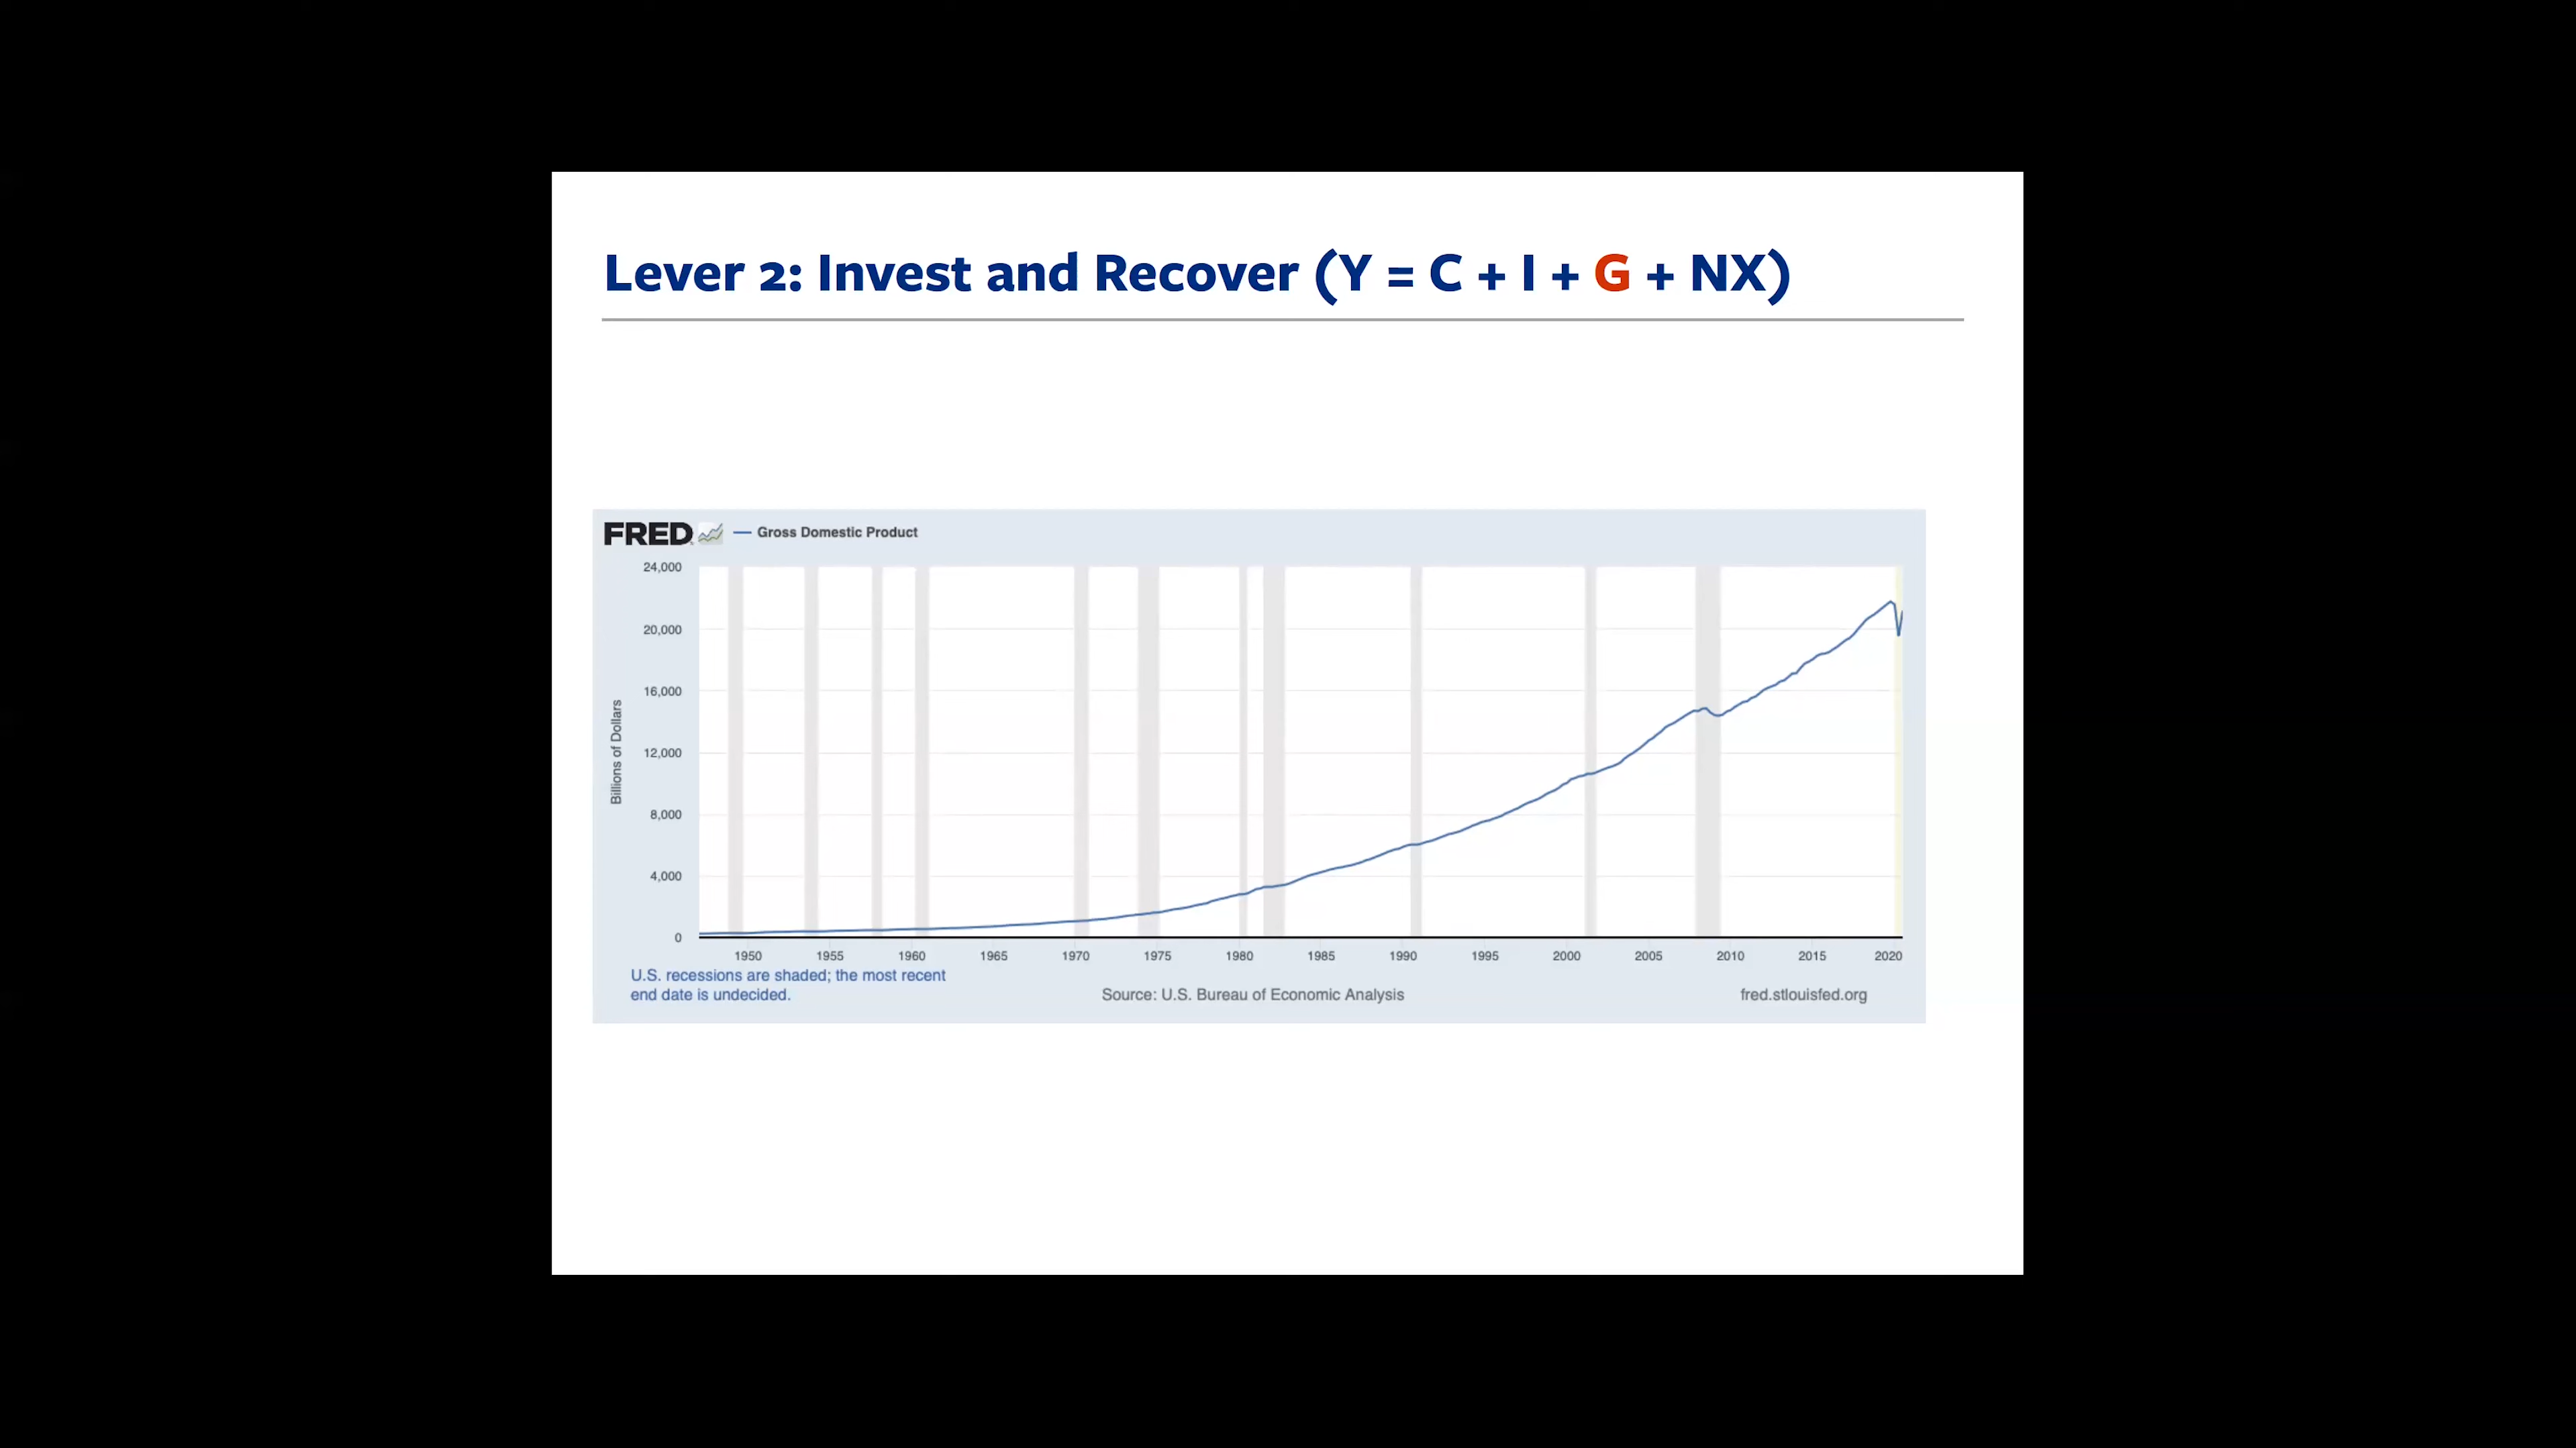 Lever 2: Invest and Recover (Y = C + I + G + NX)
FRED
Gross Domestic Product
24,000
20,000
16,000
12,000
8,000
4,000
0
Billions of Dollars
1950 1955 1960 1965 1970 1975 1980 1985 1990 1995 2000 2005 2010 2015 2020
U.S. recessions are shaded; the most recent
end date is undecided.
Source: U.S. Bureau of Economic Analysis
fred.stlouisfed.org